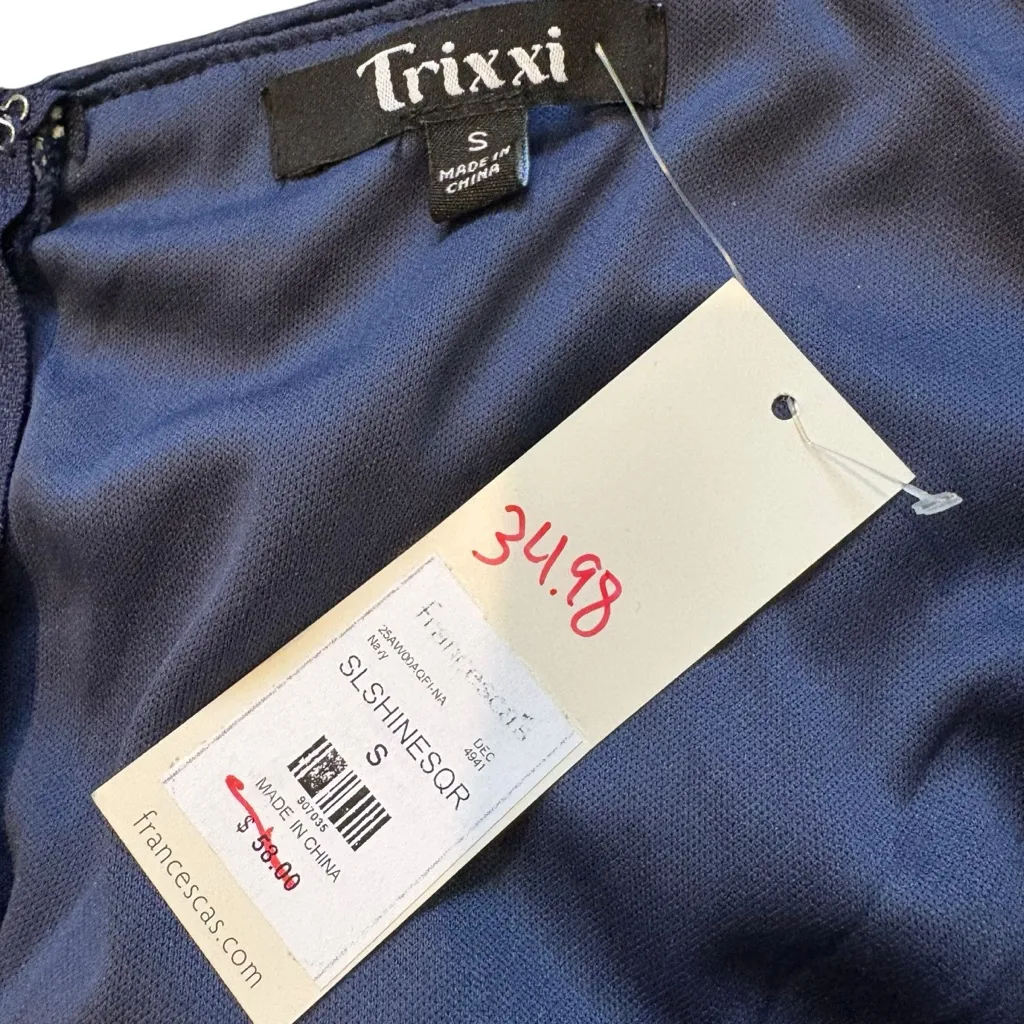 Trixxi
S
MADE IN
CHINA
34.98
francesca's
25AW00AQFI-NA
Navy
DEC
4941
SLSHINESQR
S
907035
MADE IN CHINA
$ 58.00
francescas.com